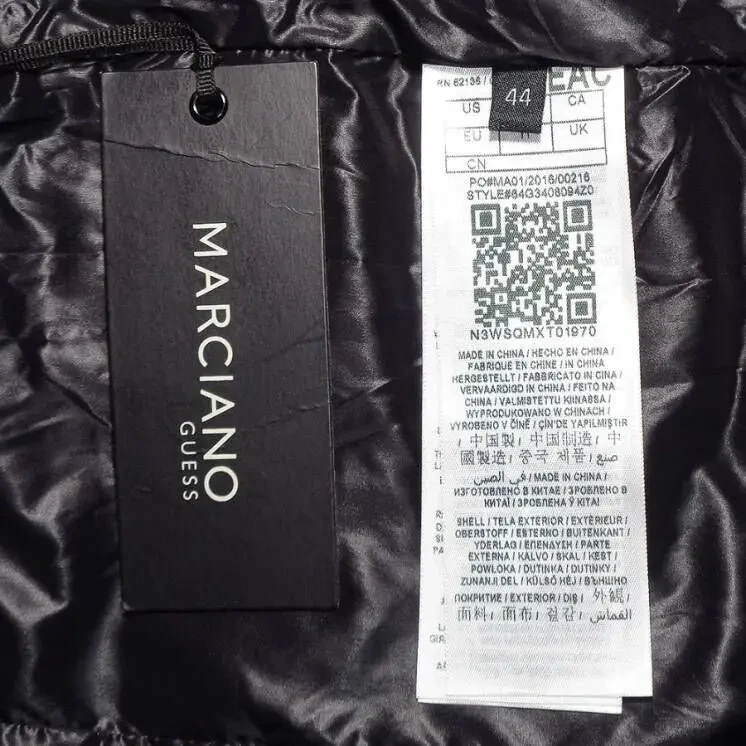 MARCIANO
GUESS
RN 62136 /
EAC
44
US
CA
EU
UK
CN
PO#MA01/2016/00216
STYLE#64G3408094Z0
N3WSQMXT01970
MADE IN CHINA / HECHO EN CHINA /
FABRIQUE EN CHINE / IN CHINA
HERGESTELLT / FABBRICATO IN CINA /
VERVAARDIGD IN CHINA / FEITO NA
CHINA / VALMISTETTU KIINASSA /
WYPRODUKOWANO W CHINACH /
VYROBENO V ČÍNĚ / ÇİN'DE YAPILMIŞTIR
/ 中国製 / 中国制造 / 中
國製造 / 중국 제품 / صنع
في الصين / MADE IN CHINA /
ИЗГОТОВЛЕНО В КИТАЕ / ЗРОБЛЕНО В
КИТАЇ / ЗРОБЛЕНО Ў КІТАІ
SHELL / TELA EXTERIOR / EXTÉRIEUR /
OBERSTOFF / ESTERNO / BUITENKANT /
YDERLAG / ΕΠΕΝΔΥΣΗ / PARTE
EXTERNA / KALVO / SKAL / KEST /
POWŁOKA / DUTINKA / DUTINKY /
ZUNANJI DEL / KÜLSŐ HÉJ / ВЪНШНО
ПОКРИТИЕ / EXTERIOR / DIŞ / 外観 /
面料 / 面布 / 겉감 / القماش